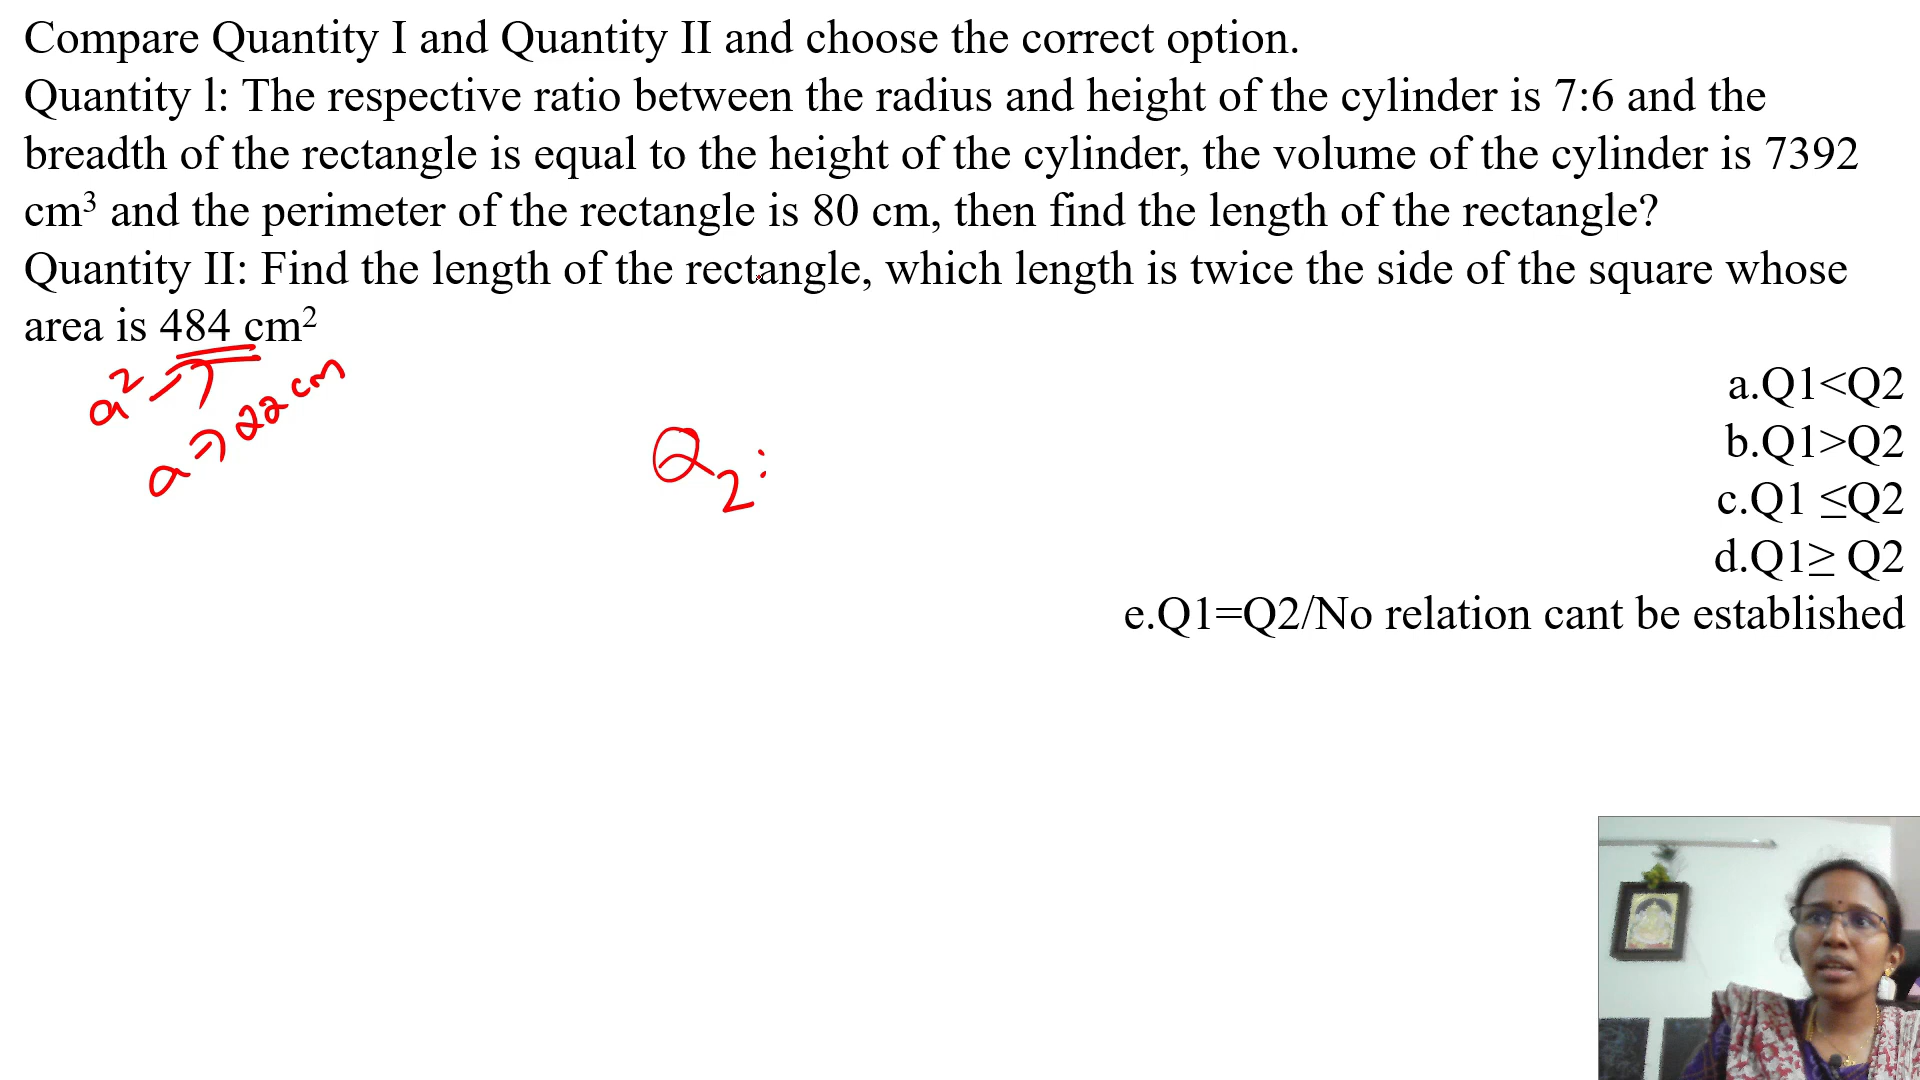 Compare Quantity I and Quantity II and choose the correct option.
Quantity l: The respective ratio between the radius and height of the cylinder is 7:6 and the
breadth of the rectangle is equal to the height of the cylinder, the volume of the cylinder is 7392
cm³ and the perimeter of the rectangle is 80 cm, then find the length of the rectangle?
Quantity II: Find the length of the rectangle, which length is twice the side of the square whose
area is 484 cm²
a² ⇒
a ⇒ 22 cm
Q₂:
a.Q1<Q2
b.Q1>Q2
c.Q1 ≤Q2
d.Q1≥ Q2
e.Q1=Q2/No relation cant be established